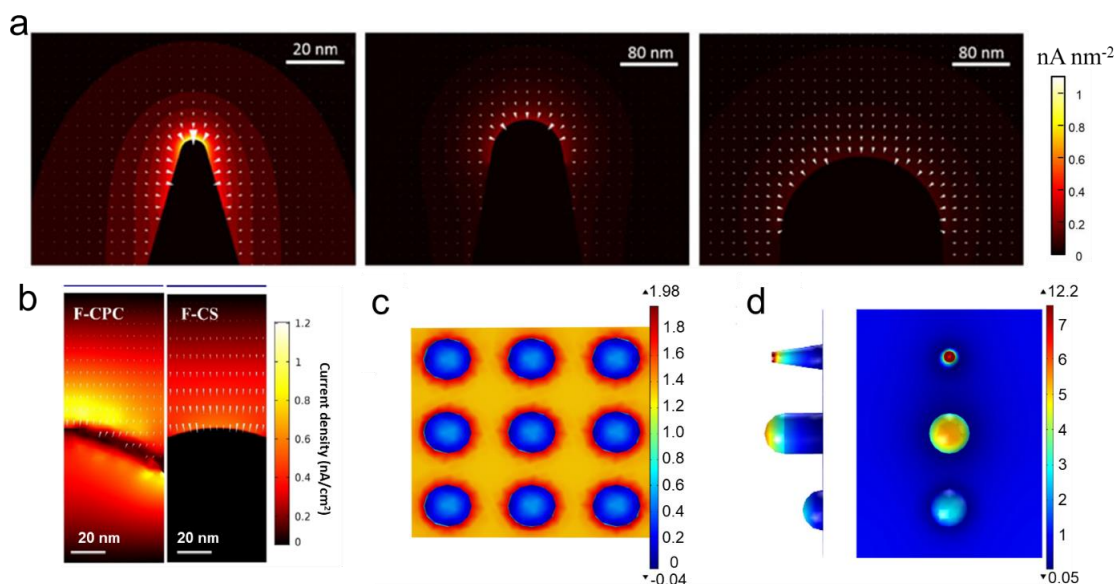 a
20 nm
80 nm
80 nm
nA nm⁻²
1
0.8
0.6
0.4
0.2
0
b
F-CPC
F-CS
20 nm
20 nm
1.2
1
0.8
0.6
0.4
0.2
Current density (nA/cm²)
c
▲1.98
1.8
1.6
1.4
1.2
1.0
0.8
0.6
0.4
0.2
0
▼-0.04
d
▲12.2
7
6
5
4
3
2
1
▼0.05